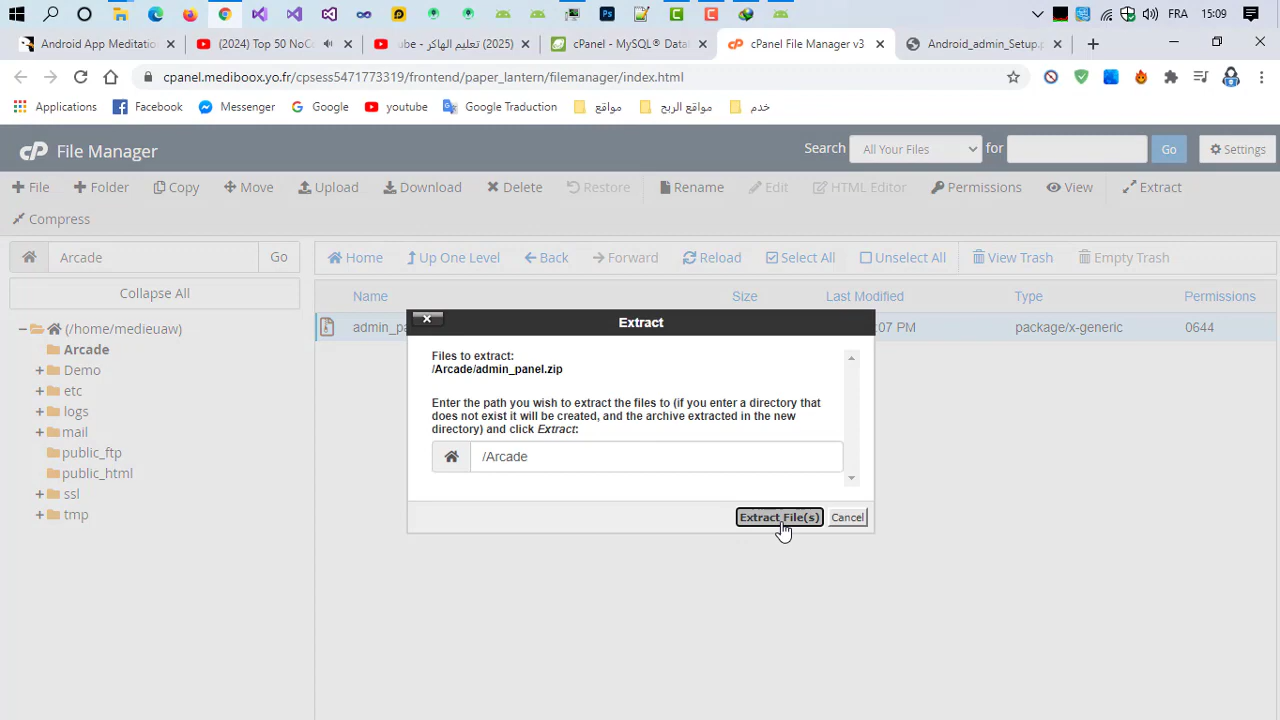 FRA 15:09
Android App Meditatio
(2024) Top 50 NoC
ube - تعليم الهاكر (2025)
cPanel - MySQL® Datal
cPanel File Manager v3
Android_admin_Setup.p
cpanel.mediboox.yo.fr/cpsess5471773319/frontend/paper_lantern/filemanager/index.html
Applications Facebook Messenger Google youtube Google Traduction مواقع مواقع الربح خدم
cP File Manager
Search All Your Files for Go Settings
File Folder Copy Move Upload Download Delete Restore Rename Edit HTML Editor Permissions View Extract
Compress
Arcade Go
Home Up One Level Back Forward Reload Select All Unselect All View Trash Empty Trash
Collapse All
Name Size Last Modified Type Permissions
admin_pa :07 PM package/x-generic 0644
(/home/medieuaw)
Arcade
Demo
etc
logs
mail
public_ftp
public_html
ssl
tmp
Extract
Files to extract:
/Arcade/admin_panel.zip
Enter the path you wish to extract the files to (if you enter a directory that
does not exist it will be created, and the archive extracted in the new
directory) and click Extract:
/Arcade
Extract File(s) Cancel